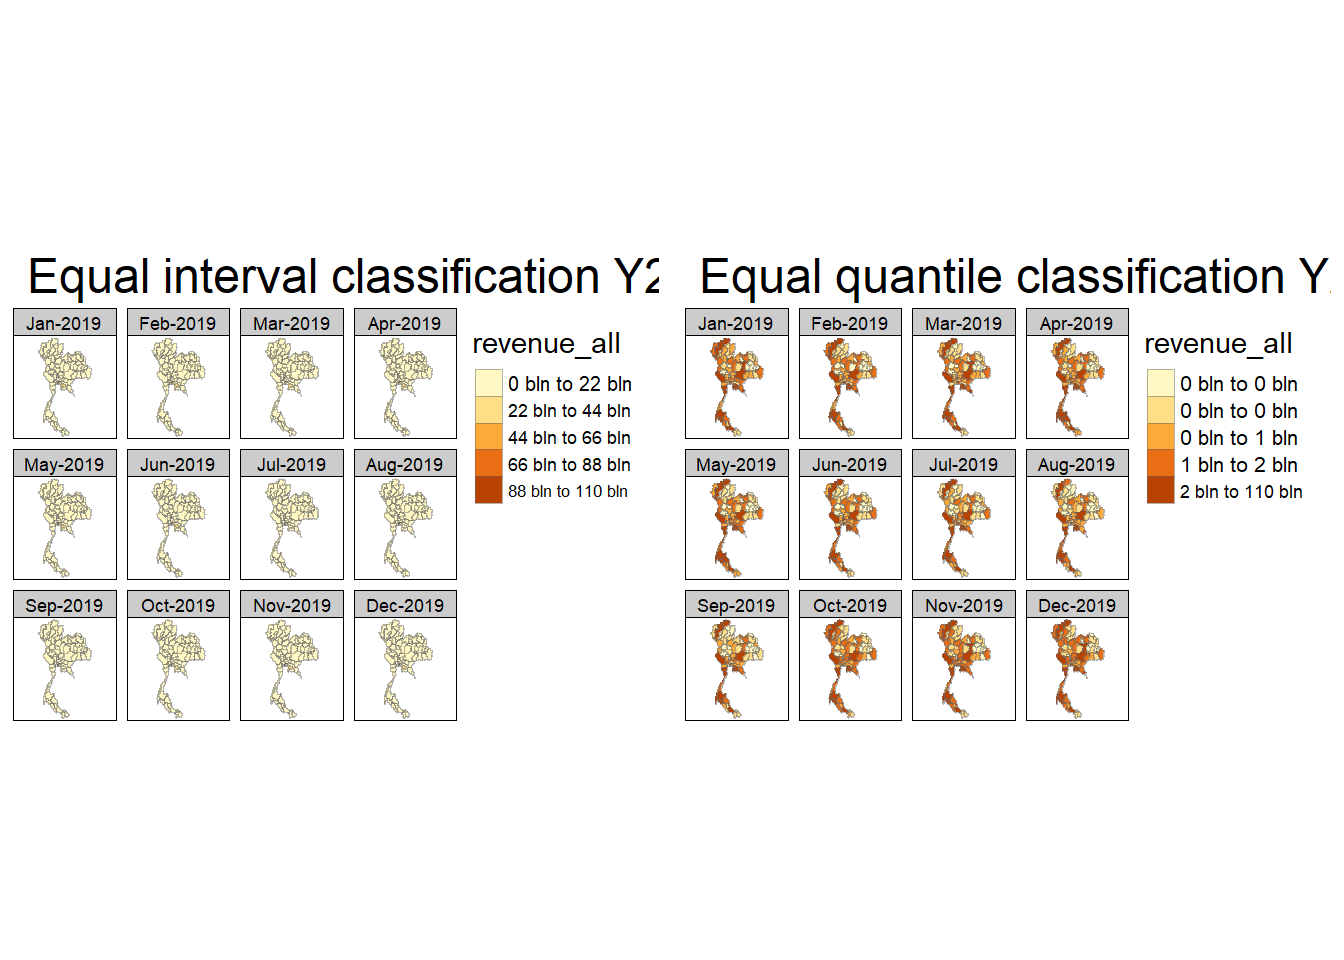 Equal interval classification Y2
Jan-2019 Feb-2019 Mar-2019 Apr-2019
revenue_all
0 bln to 22 bln
22 bln to 44 bln
44 bln to 66 bln
66 bln to 88 bln
88 bln to 110 bln
May-2019 Jun-2019 Jul-2019 Aug-2019
Sep-2019 Oct-2019 Nov-2019 Dec-2019
Equal quantile classification Y
Jan-2019 Feb-2019 Mar-2019 Apr-2019
revenue_all
0 bln to 0 bln
0 bln to 0 bln
0 bln to 1 bln
1 bln to 2 bln
2 bln to 110 bln
May-2019 Jun-2019 Jul-2019 Aug-2019
Sep-2019 Oct-2019 Nov-2019 Dec-2019